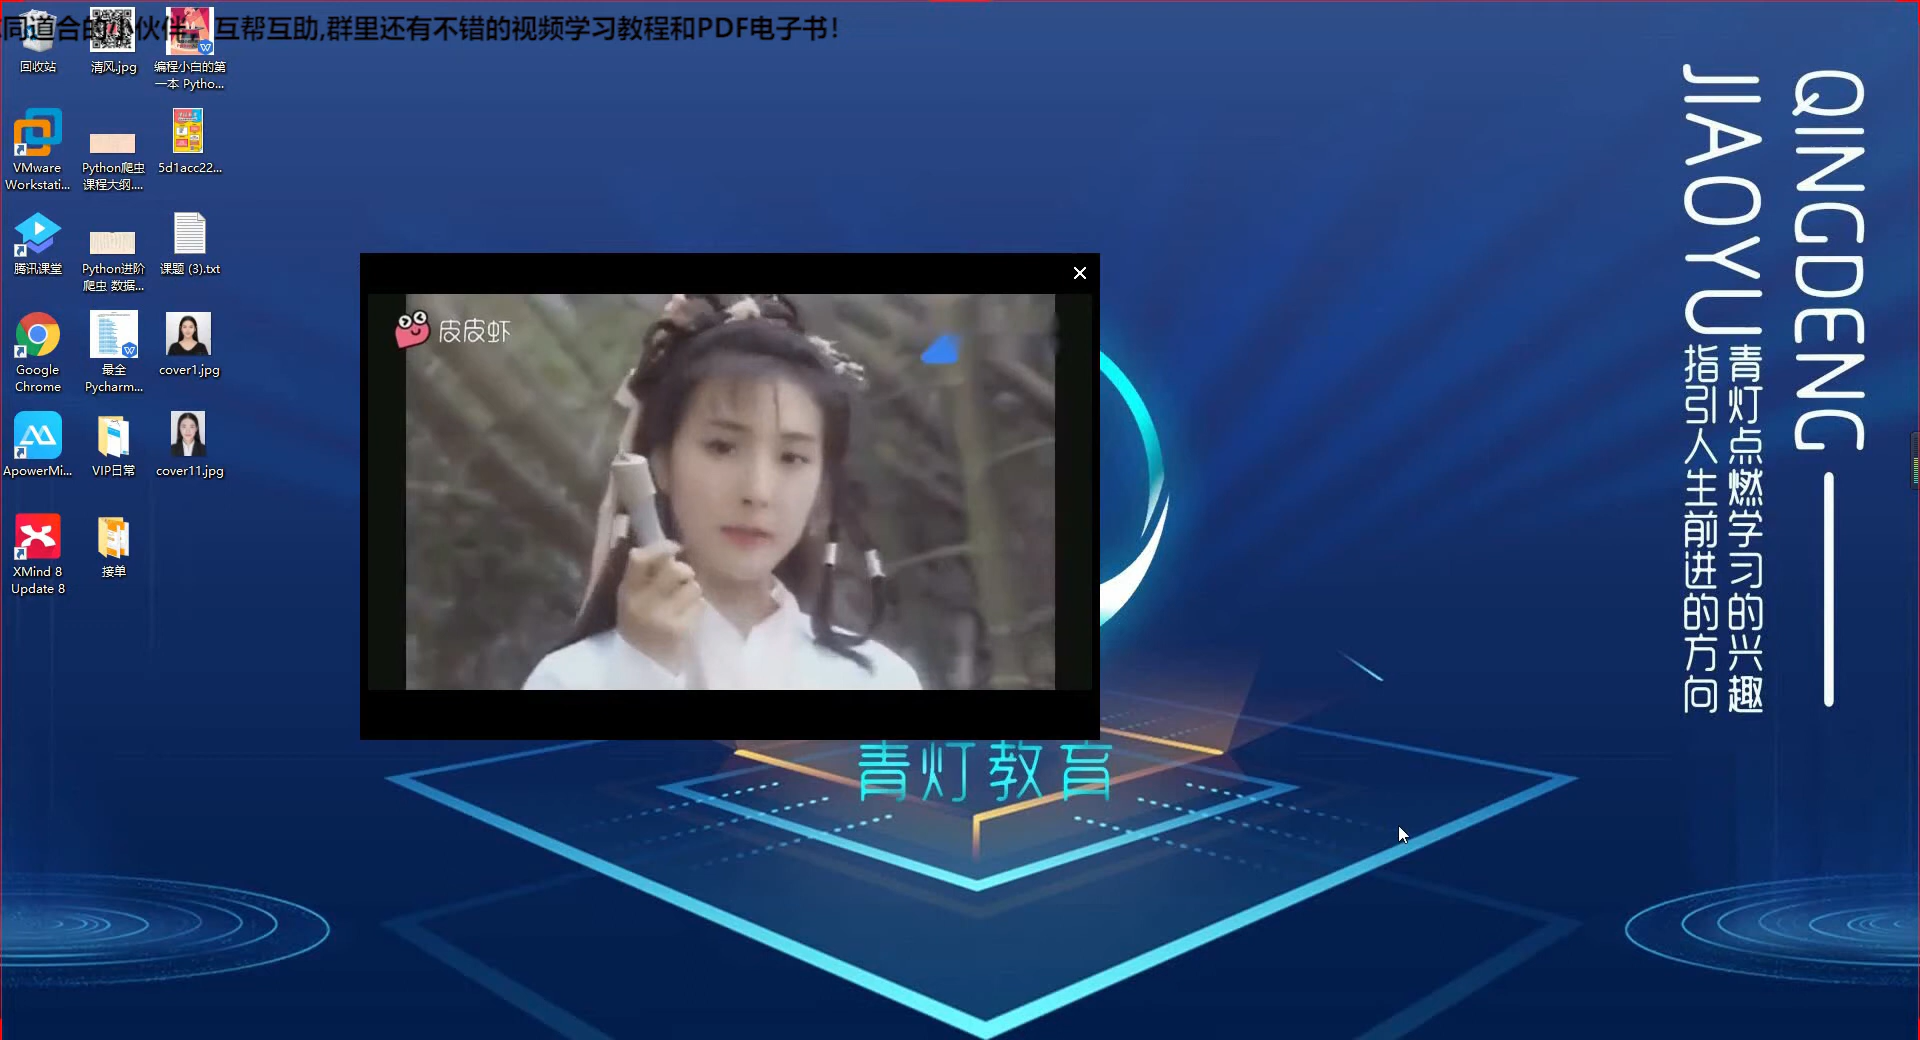 同道合的小伙伴，互帮互助,群里还有不错的视频学习教程和PDF电子书!
回收站
清风.jpg
编程小白的第
一本 Pytho...
VMware
Workstati...
Python爬虫
课程大纲....
5d1acc22...
腾讯课堂
Python进阶
爬虫 数据...
课题 (3).txt
Google
Chrome
最全
Pycharm...
cover1.jpg
ApowerMi...
VIP日常
cover11.jpg
XMind 8
Update 8
接单
皮皮虾
青灯教育
QINGDENG
JIAOYU
青灯点燃学习的兴趣
指引人生前进的方向